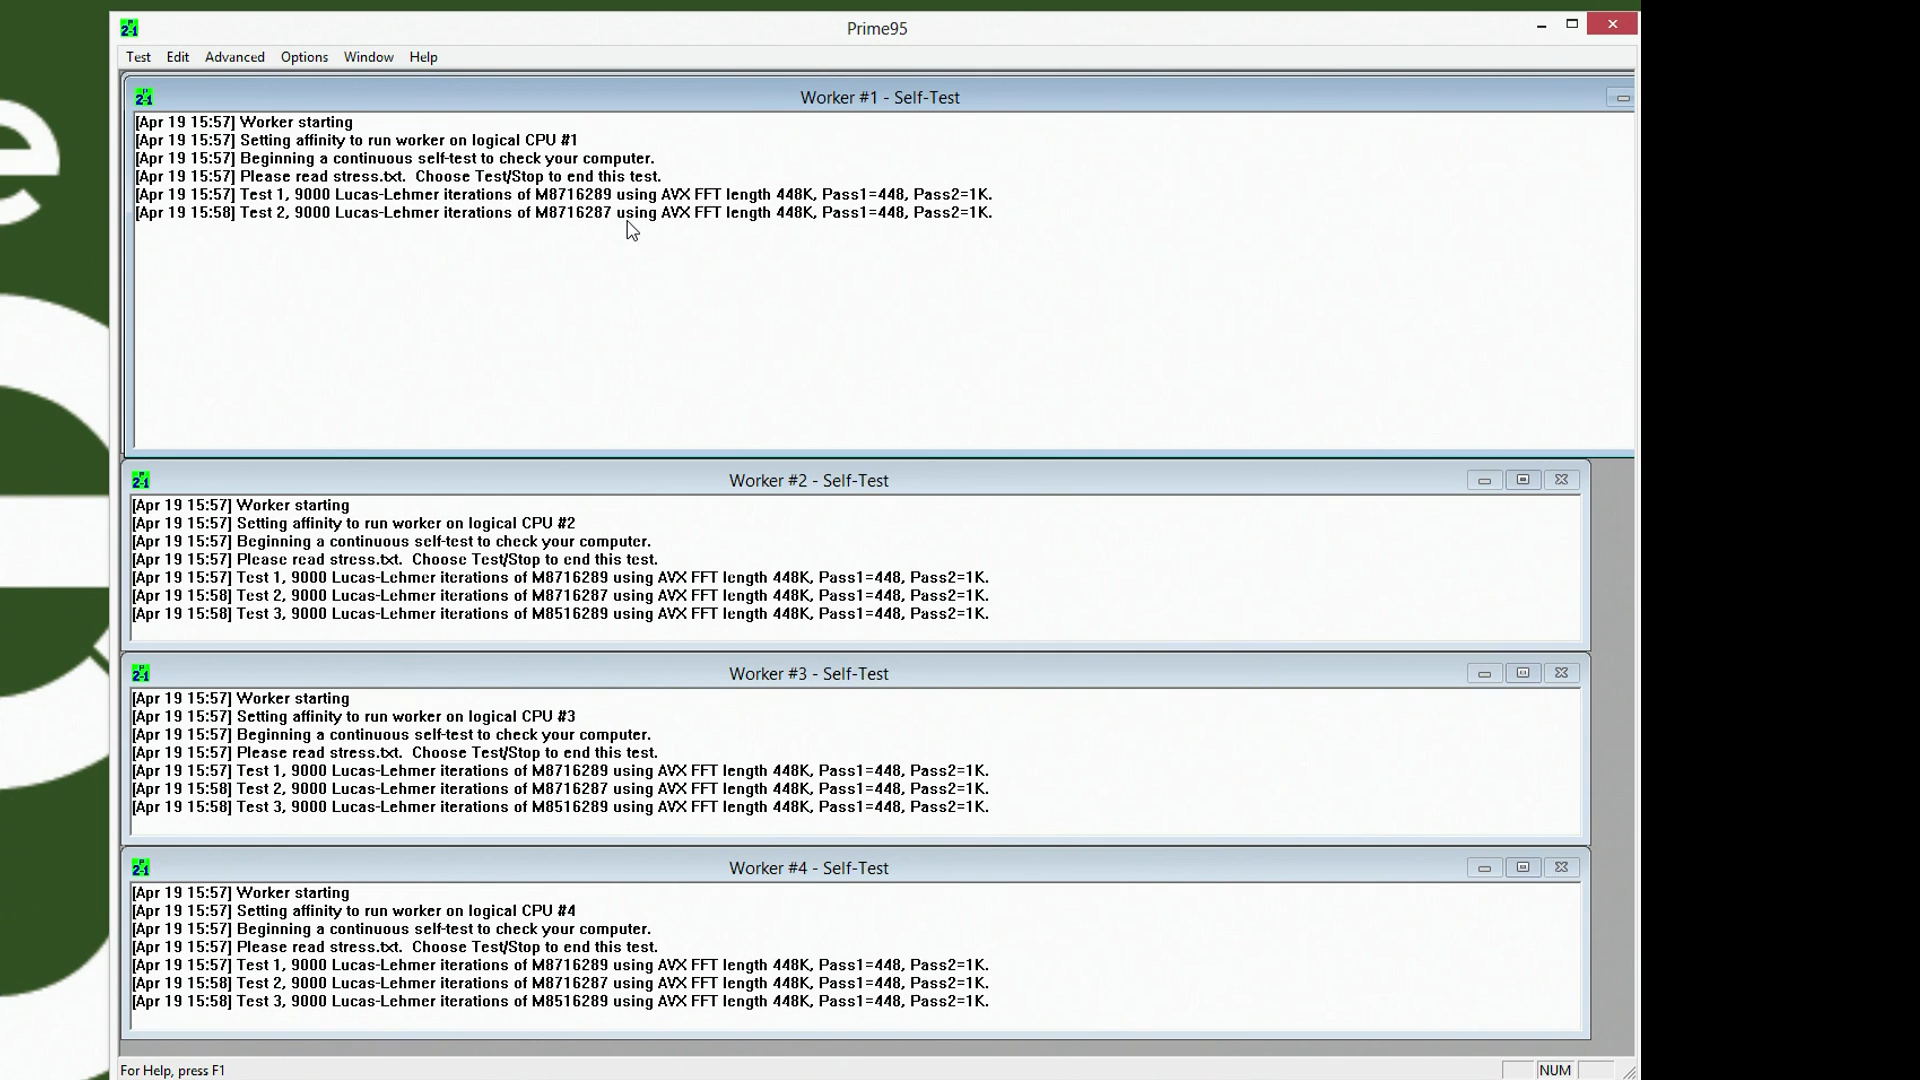 Prime95
Test Edit Advanced Options Window Help
Worker #1 - Self-Test
[Apr 19 15:57] Worker starting
[Apr 19 15:57] Setting affinity to run worker on logical CPU #1
[Apr 19 15:57] Beginning a continuous self-test to check your computer.
[Apr 19 15:57] Please read stress.txt.  Choose Test/Stop to end this test.
[Apr 19 15:57] Test 1, 9000 Lucas-Lehmer iterations of M8716289 using AVX FFT length 448K, Pass1=448, Pass2=1K.
[Apr 19 15:58] Test 2, 9000 Lucas-Lehmer iterations of M8716287 using AVX FFT length 448K, Pass1=448, Pass2=1K.
Worker #2 - Self-Test
[Apr 19 15:57] Worker starting
[Apr 19 15:57] Setting affinity to run worker on logical CPU #2
[Apr 19 15:57] Beginning a continuous self-test to check your computer.
[Apr 19 15:57] Please read stress.txt.  Choose Test/Stop to end this test.
[Apr 19 15:57] Test 1, 9000 Lucas-Lehmer iterations of M8716289 using AVX FFT length 448K, Pass1=448, Pass2=1K.
[Apr 19 15:58] Test 2, 9000 Lucas-Lehmer iterations of M8716287 using AVX FFT length 448K, Pass1=448, Pass2=1K.
[Apr 19 15:58] Test 3, 9000 Lucas-Lehmer iterations of M8516289 using AVX FFT length 448K, Pass1=448, Pass2=1K.
Worker #3 - Self-Test
[Apr 19 15:57] Worker starting
[Apr 19 15:57] Setting affinity to run worker on logical CPU #3
[Apr 19 15:57] Beginning a continuous self-test to check your computer.
[Apr 19 15:57] Please read stress.txt.  Choose Test/Stop to end this test.
[Apr 19 15:57] Test 1, 9000 Lucas-Lehmer iterations of M8716289 using AVX FFT length 448K, Pass1=448, Pass2=1K.
[Apr 19 15:58] Test 2, 9000 Lucas-Lehmer iterations of M8716287 using AVX FFT length 448K, Pass1=448, Pass2=1K.
[Apr 19 15:58] Test 3, 9000 Lucas-Lehmer iterations of M8516289 using AVX FFT length 448K, Pass1=448, Pass2=1K.
Worker #4 - Self-Test
[Apr 19 15:57] Worker starting
[Apr 19 15:57] Setting affinity to run worker on logical CPU #4
[Apr 19 15:57] Beginning a continuous self-test to check your computer.
[Apr 19 15:57] Please read stress.txt.  Choose Test/Stop to end this test.
[Apr 19 15:57] Test 1, 9000 Lucas-Lehmer iterations of M8716289 using AVX FFT length 448K, Pass1=448, Pass2=1K.
[Apr 19 15:58] Test 2, 9000 Lucas-Lehmer iterations of M8716287 using AVX FFT length 448K, Pass1=448, Pass2=1K.
[Apr 19 15:58] Test 3, 9000 Lucas-Lehmer iterations of M8516289 using AVX FFT length 448K, Pass1=448, Pass2=1K.
For Help, press F1
NUM